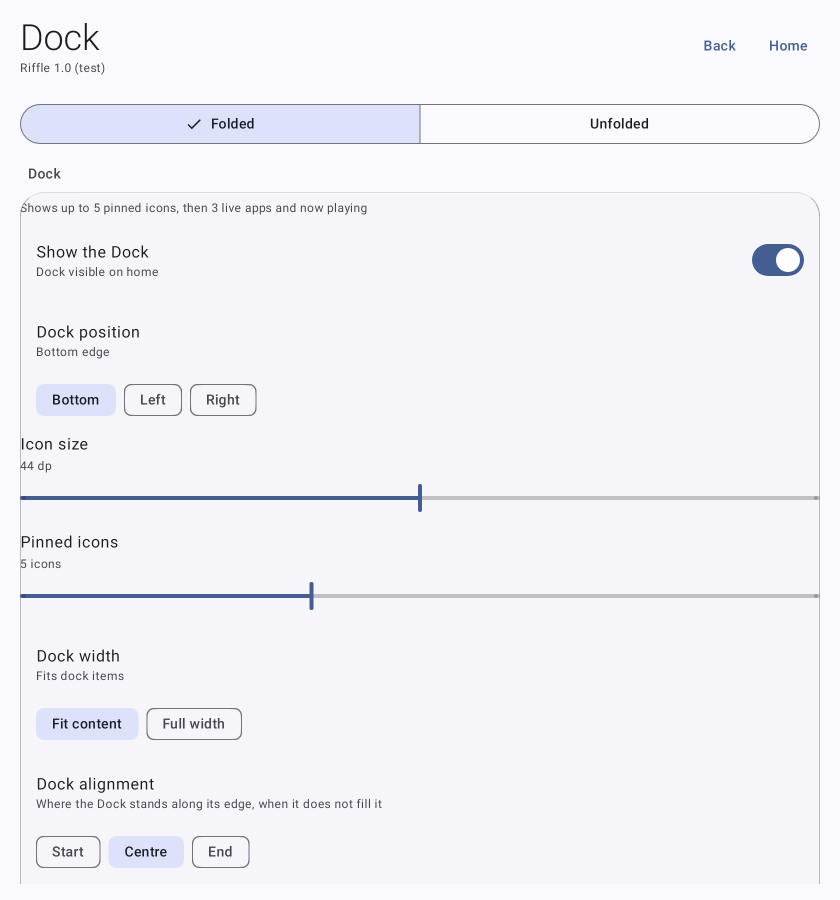 Dock
Riffle 1.0 (test)
Back
Home
Folded
Unfolded
Dock
Shows up to 5 pinned icons, then 3 live apps and now playing
Show the Dock
Dock visible on home
Dock position
Bottom edge
Bottom
Left
Right
Icon size
44 dp
Pinned icons
5 icons
Dock width
Fits dock items
Fit content
Full width
Dock alignment
Where the Dock stands along its edge, when it does not fill it
Start
Centre
End